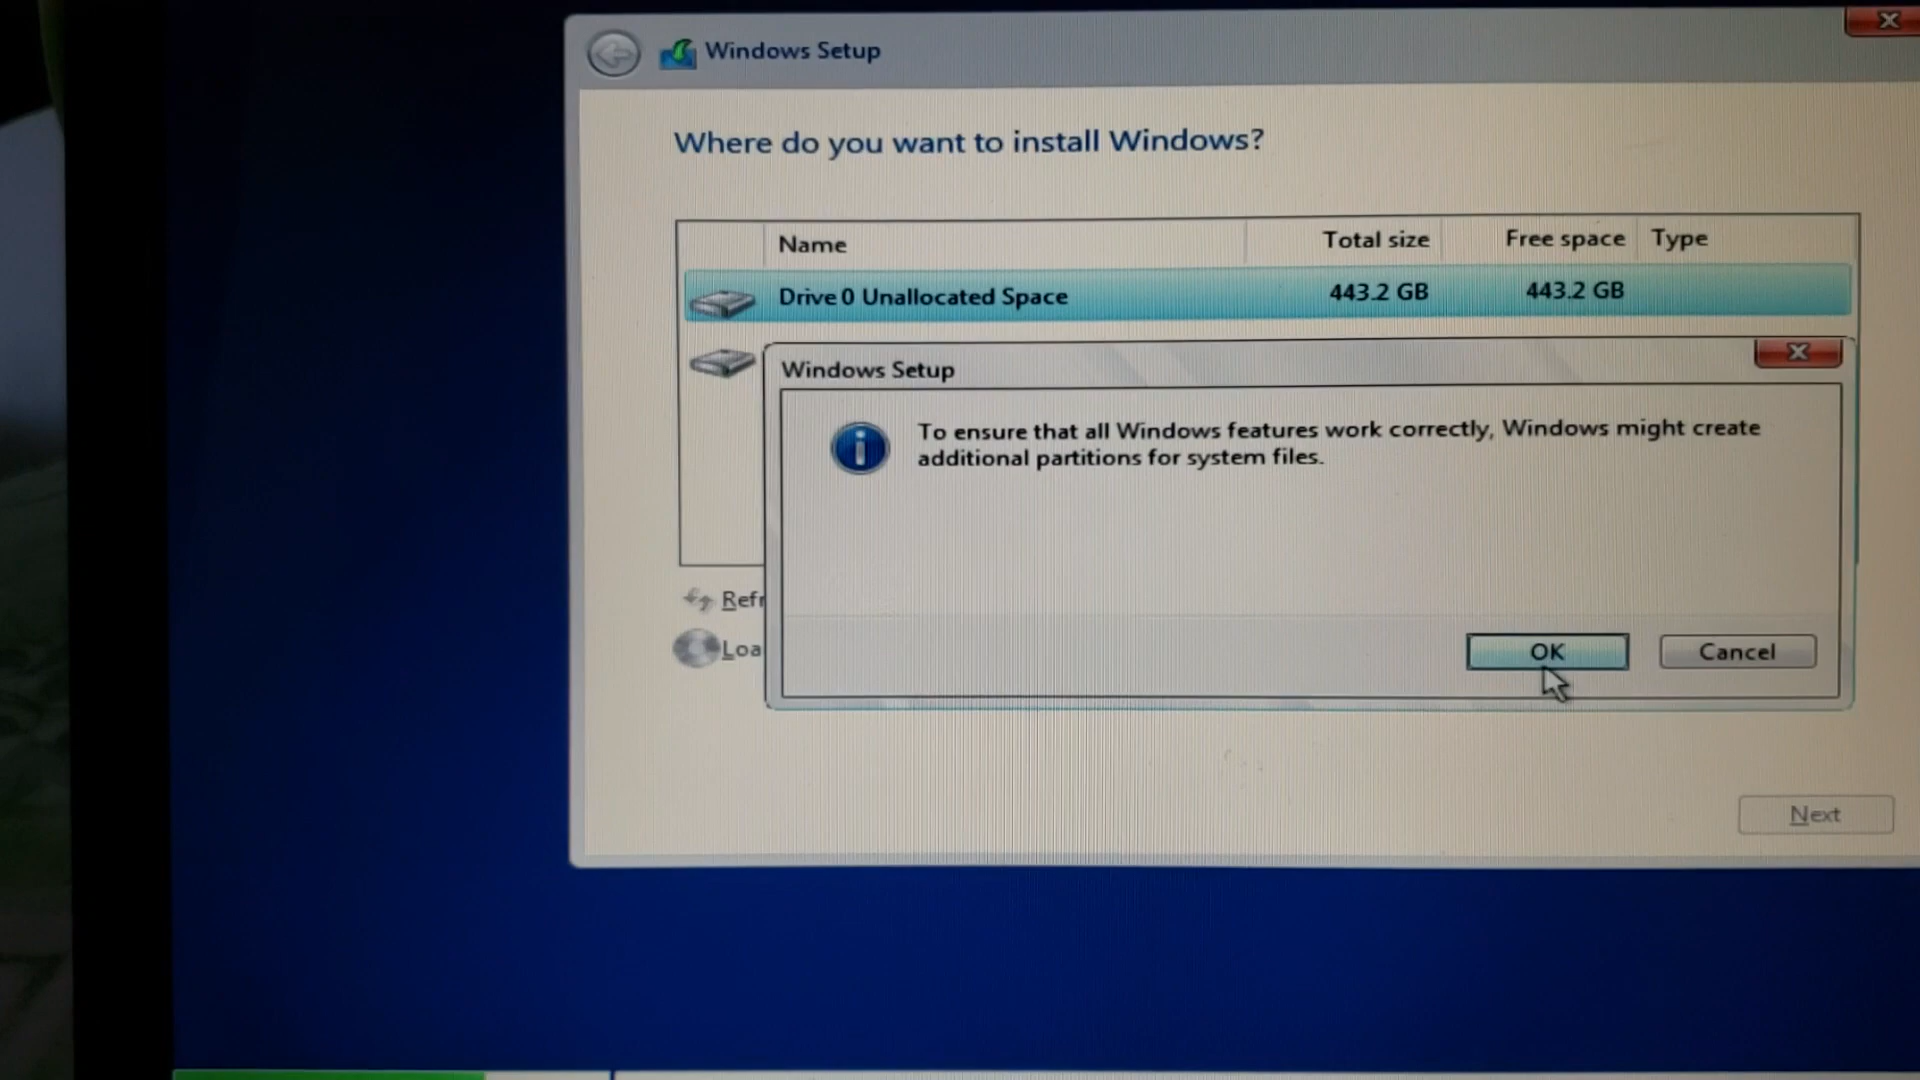 Windows Setup
Where do you want to install Windows?
Name Total size Free space Type
Drive 0 Unallocated Space 443.2 GB 443.2 GB
Windows Setup
To ensure that all Windows features work correctly, Windows might create
additional partitions for system files.
Refr
Loa
OK Cancel
Next